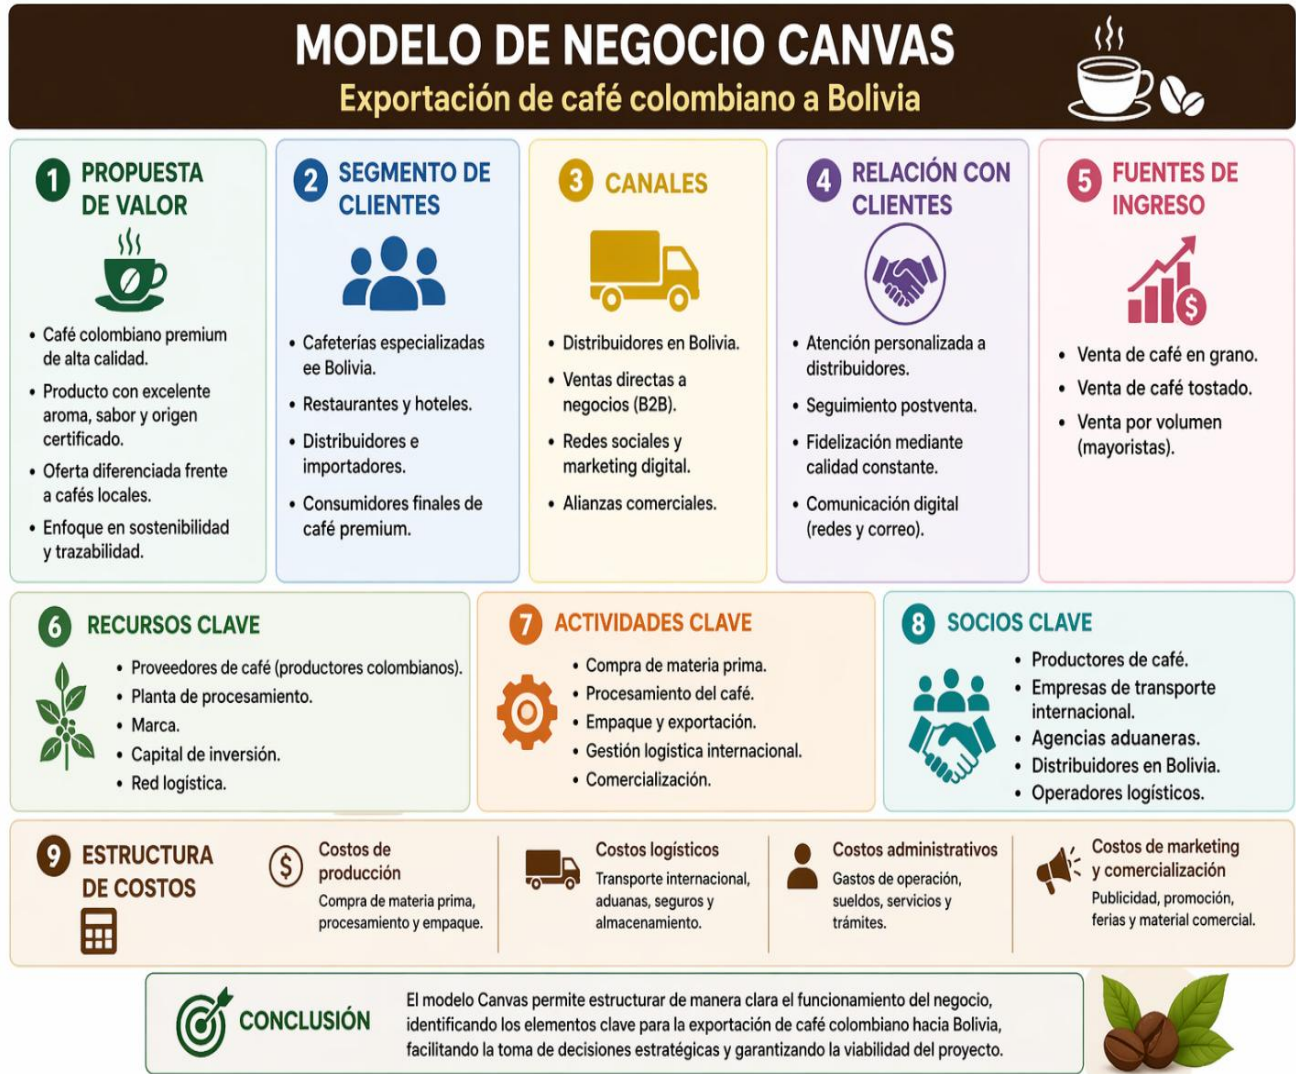 MODELO DE NEGOCIO CANVAS
Exportación de café colombiano a Bolivia
1 PROPUESTA
DE VALOR
• Café colombiano premium
de alta calidad.
• Producto con excelente
aroma, sabor y origen
certificado.
• Oferta diferenciada frente
a cafés locales.
• Enfoque en sostenibilidad
y trazabilidad.
2 SEGMENTO DE
CLIENTES
• Cafeterías especializadas
ee Bolivia.
• Restaurantes y hoteles.
• Distribuidores e
importadores.
• Consumidores finales de
café premium.
3 CANALES
• Distribuidores en Bolivia.
• Ventas directas a
negocios (B2B).
• Redes sociales y
marketing digital.
• Alianzas comerciales.
4 RELACIÓN CON
CLIENTES
• Atención personalizada a
distribuidores.
• Seguimiento postventa.
• Fidelización mediante
calidad constante.
• Comunicación digital
(redes y correo).
5 FUENTES DE
INGRESO
$
• Venta de café en grano.
• Venta de café tostado.
• Venta por volumen
(mayoristas).
6 RECURSOS CLAVE
• Proveedores de café (productores colombianos).
• Planta de procesamiento.
• Marca.
• Capital de inversión.
• Red logística.
7 ACTIVIDADES CLAVE
• Compra de materia prima.
• Procesamiento del café.
• Empaque y exportación.
• Gestión logística internacional.
• Comercialización.
8 SOCIOS CLAVE
• Productores de café.
• Empresas de transporte
internacional.
• Agencias aduaneras.
• Distribuidores en Bolivia.
• Operadores logísticos.
9 ESTRUCTURA
DE COSTOS
$
Costos de
producción
Compra de materia prima,
procesamiento y empaque.
Costos logísticos
Transporte internacional,
aduanas, seguros y
almacenamiento.
Costos administrativos
Gastos de operación,
sueldos, servicios y
trámites.
Costos de marketing
y comercialización
Publicidad, promoción,
ferias y material comercial.
CONCLUSIÓN
El modelo Canvas permite estructurar de manera clara el funcionamiento del negocio,
identificando los elementos clave para la exportación de café colombiano hacia Bolivia,
facilitando la toma de decisiones estratégicas y garantizando la viabilidad del proyecto.